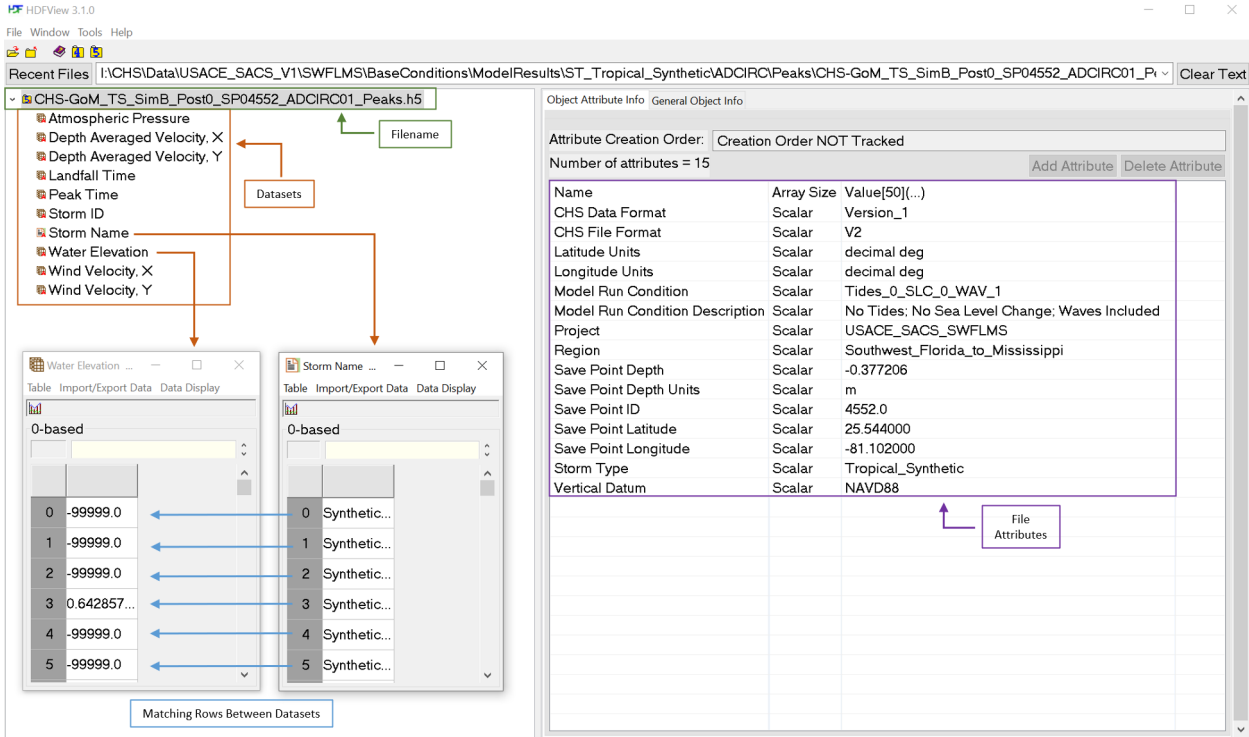 HDFView 3.1.0
File Window Tools Help
Recent Files I:\CHS\Data\USACE_SACS_V1\SWFLMS\BaseConditions\ModelResults\ST_Tropical_Synthetic\ADCIRC\Peaks\CHS-GoM_TS_SimB_Post0_SP04552_ADCIRC01_P Clear Text
CHS-GoM_TS_SimB_Post0_SP04552_ADCIRC01_Peaks.h5
Atmospheric Pressure
Depth Averaged Velocity, X
Depth Averaged Velocity, Y
Landfall Time
Peak Time
Storm ID
Storm Name
Water Elevation
Wind Velocity, X
Wind Velocity, Y
Filename
Datasets
Water Elevation ...
Table Import/Export Data Data Display
0-based
0 -99999.0
1 -99999.0
2 -99999.0
3 0.642857...
4 -99999.0
5 -99999.0
Storm Name ...
Table Import/Export Data Data Display
0-based
0 Synthetic...
1 Synthetic...
2 Synthetic...
3 Synthetic...
4 Synthetic...
5 Synthetic...
Matching Rows Between Datasets
Object Attribute Info General Object Info
Attribute Creation Order: Creation Order NOT Tracked
Number of attributes = 15 Add Attribute Delete Attribute
Name Array Size Value[50](...)
CHS Data Format Scalar Version_1
CHS File Format Scalar V2
Latitude Units Scalar decimal deg
Longitude Units Scalar decimal deg
Model Run Condition Scalar Tides_0_SLC_0_WAV_1
Model Run Condition Description Scalar No Tides; No Sea Level Change; Waves Included
Project Scalar USACE_SACS_SWFLMS
Region Scalar Southwest_Florida_to_Mississippi
Save Point Depth Scalar -0.377206
Save Point Depth Units Scalar m
Save Point ID Scalar 4552.0
Save Point Latitude Scalar 25.544000
Save Point Longitude Scalar -81.102000
Storm Type Scalar Tropical_Synthetic
Vertical Datum Scalar NAVD88
File
Attributes